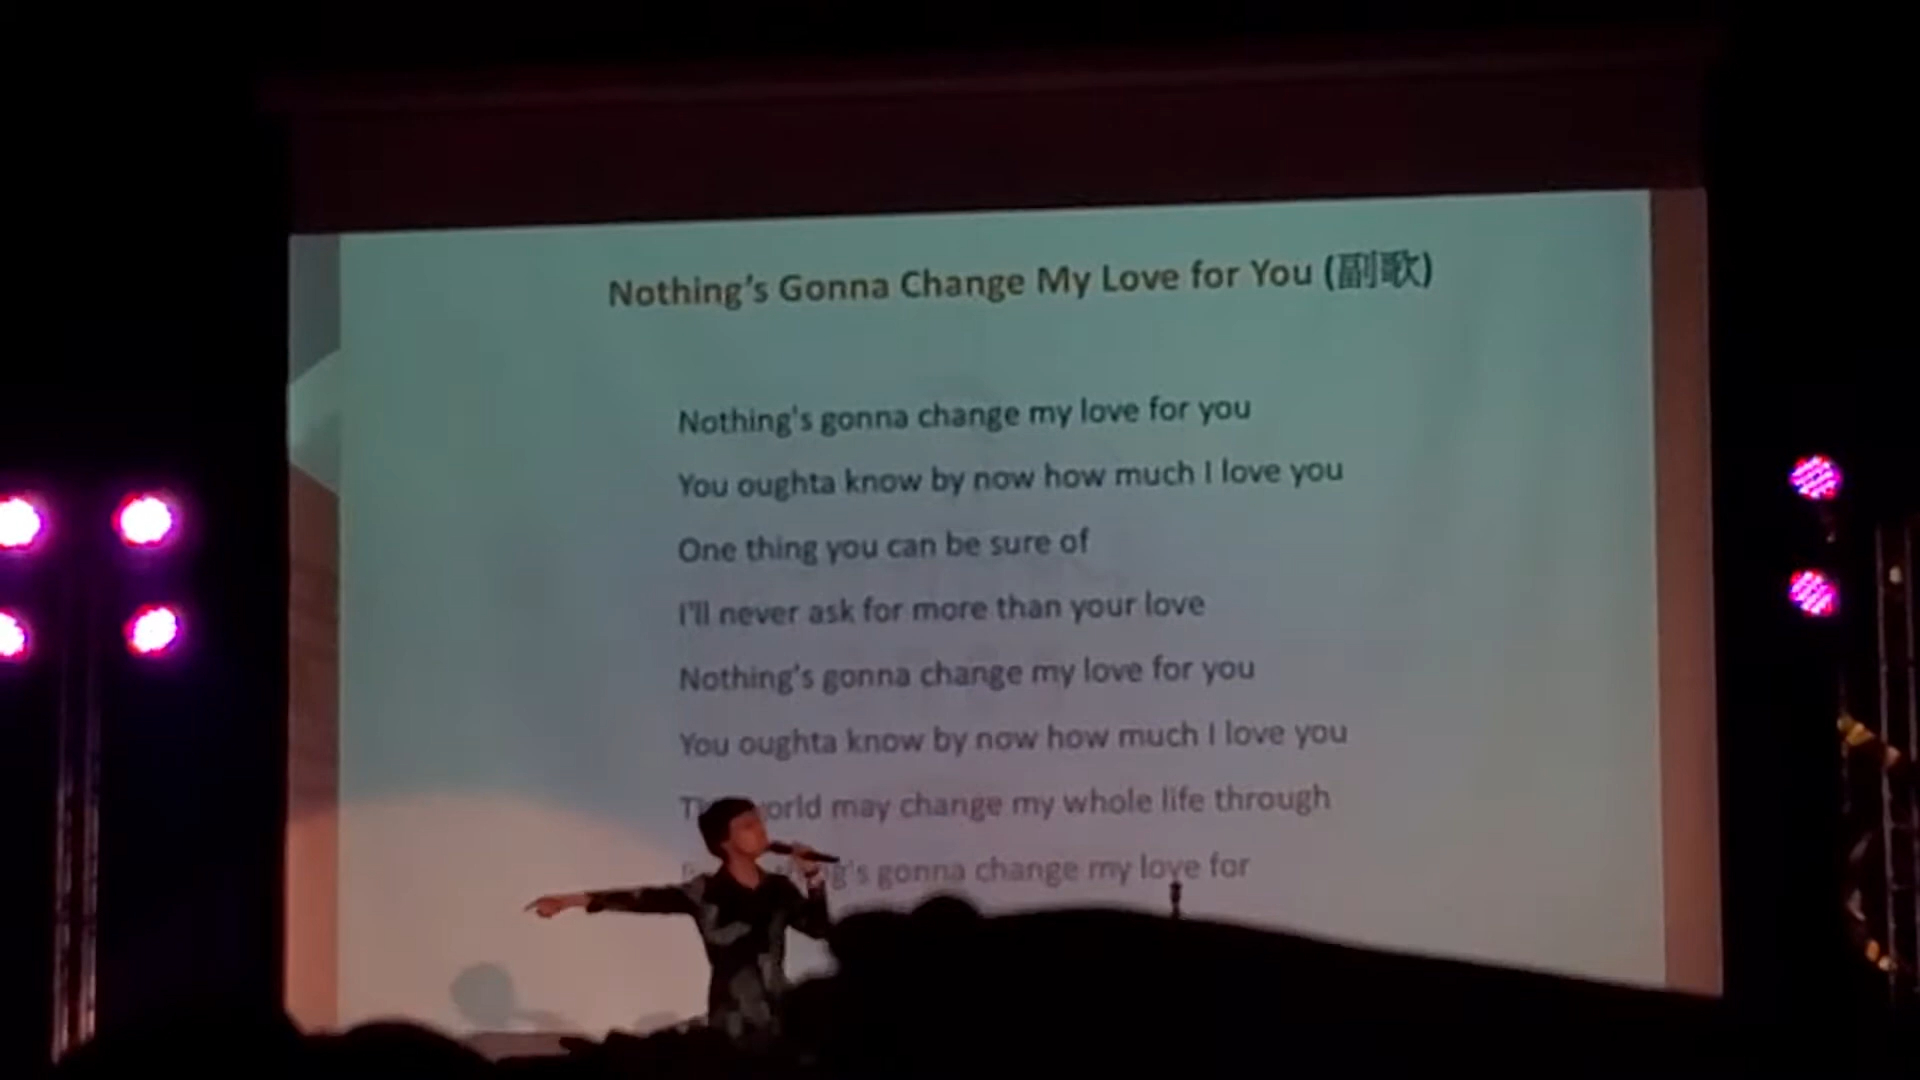 Nothing's Gonna Change My Love for You (副歌)
Nothing's gonna change my love for you
You oughta know by now how much I love you
One thing you can be sure of
I'll never ask for more than your love
Nothing's gonna change my love for you
You oughta know by now how much I love you
may change my whole life through
gonna change my love for